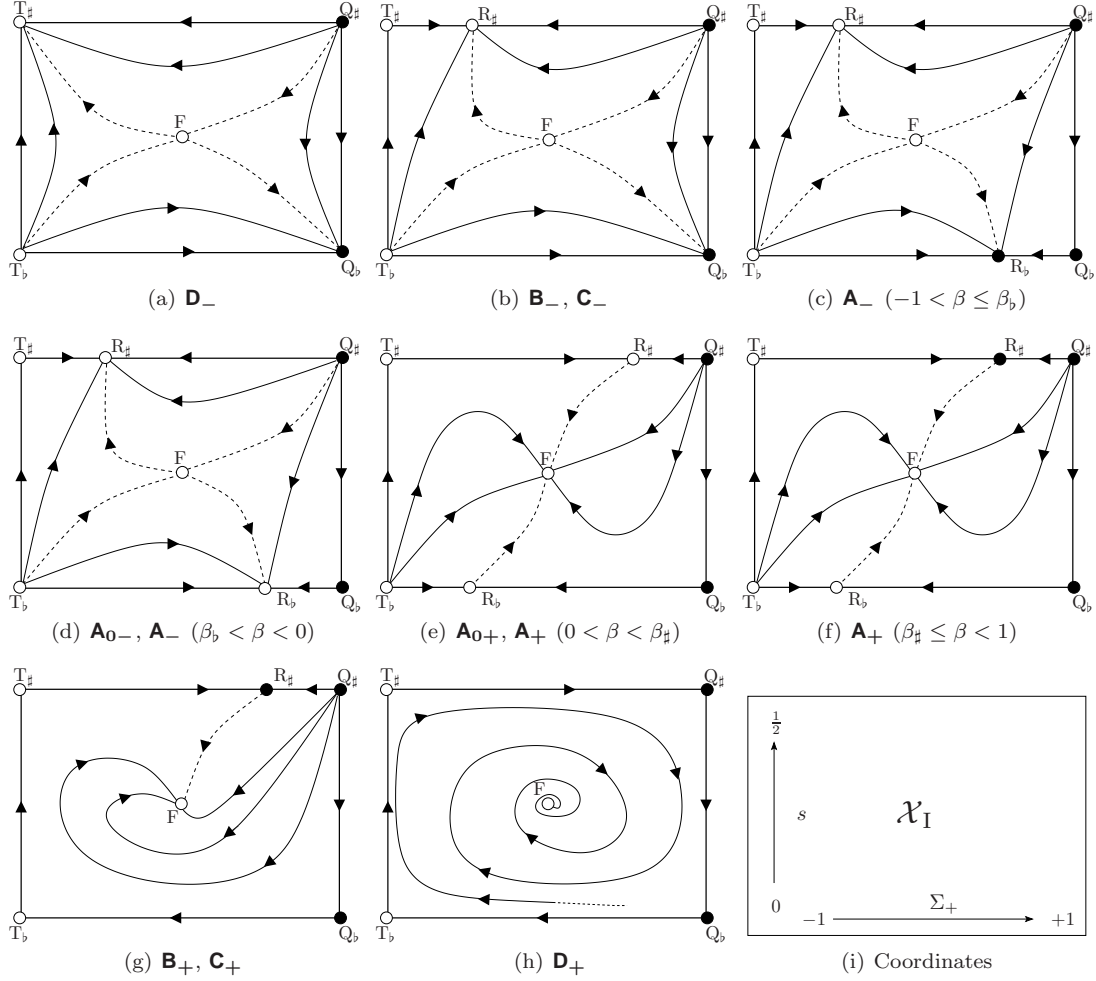 T♯ Q♯ T♯ R♯ Q♯ T♯ R♯ Q♯
F F F
T♭ Q♭ T♭ Q♭ T♭ R♭ Q♭
(a) D− (b) B−, C− (c) A− (−1 < β ≤ β♭)
T♯ R♯ Q♯ T♯ R♯ Q♯ T♯ R♯ Q♯
F F F
T♭ R♭ Q♭ T♭ R♭ Q♭ T♭ R♭ Q♭
(d) A0−, A− (β♭ < β < 0) (e) A0+, A+ (0 < β < β♯) (f) A+ (β♯ ≤ β < 1)
T♯ R♯ Q♯ T♯ Q♯
1/2
F F s 𝒳I
0 −1 Σ+ +1
T♭ Q♭ T♭ Q♭
(g) B+, C+ (h) D+ (i) Coordinates